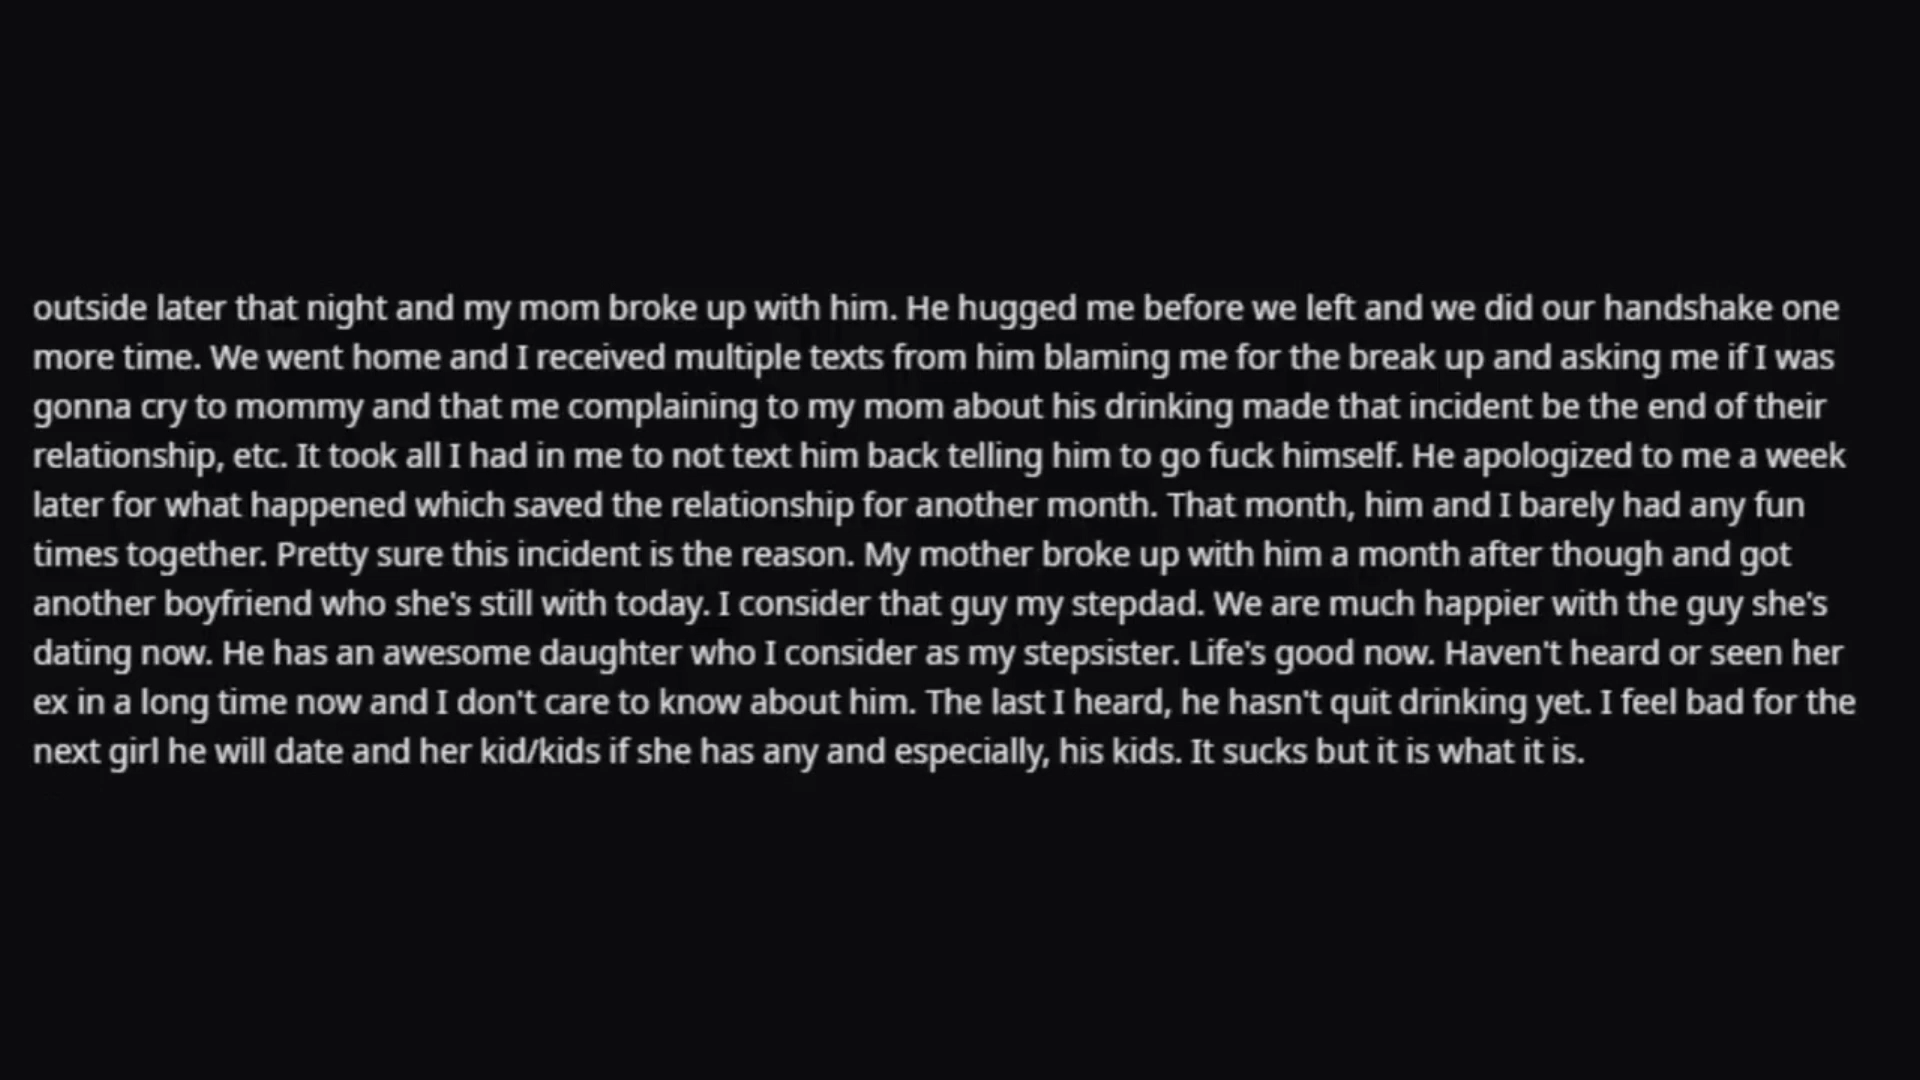 outside later that night and my mom broke up with him. He hugged me before we left and we did our handshake one
more time. We went home and I received multiple texts from him blaming me for the break up and asking me if I was
gonna cry to mommy and that me complaining to my mom about his drinking made that incident be the end of their
relationship, etc. It took all I had in me to not text him back telling him to go fuck himself. He apologized to me a week
later for what happened which saved the relationship for another month. That month, him and I barely had any fun
times together. Pretty sure this incident is the reason. My mother broke up with him a month after though and got
another boyfriend who she's still with today. I consider that guy my stepdad. We are much happier with the guy she's
dating now. He has an awesome daughter who I consider as my stepsister. Life's good now. Haven't heard or seen her
ex in a long time now and I don't care to know about him. The last I heard, he hasn't quit drinking yet. I feel bad for the
next girl he will date and her kid/kids if she has any and especially, his kids. It sucks but it is what it is.